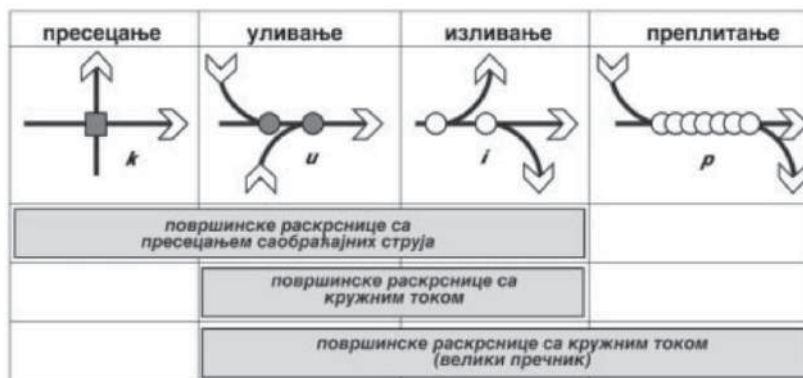 пресецање уливање изливање преплитање
k u i p
површинске раскрснице са
пресецањем саобраћајних струја
површинске раскрснице са
кружним током
површинске раскрснице са кружним током
(велики пречник)